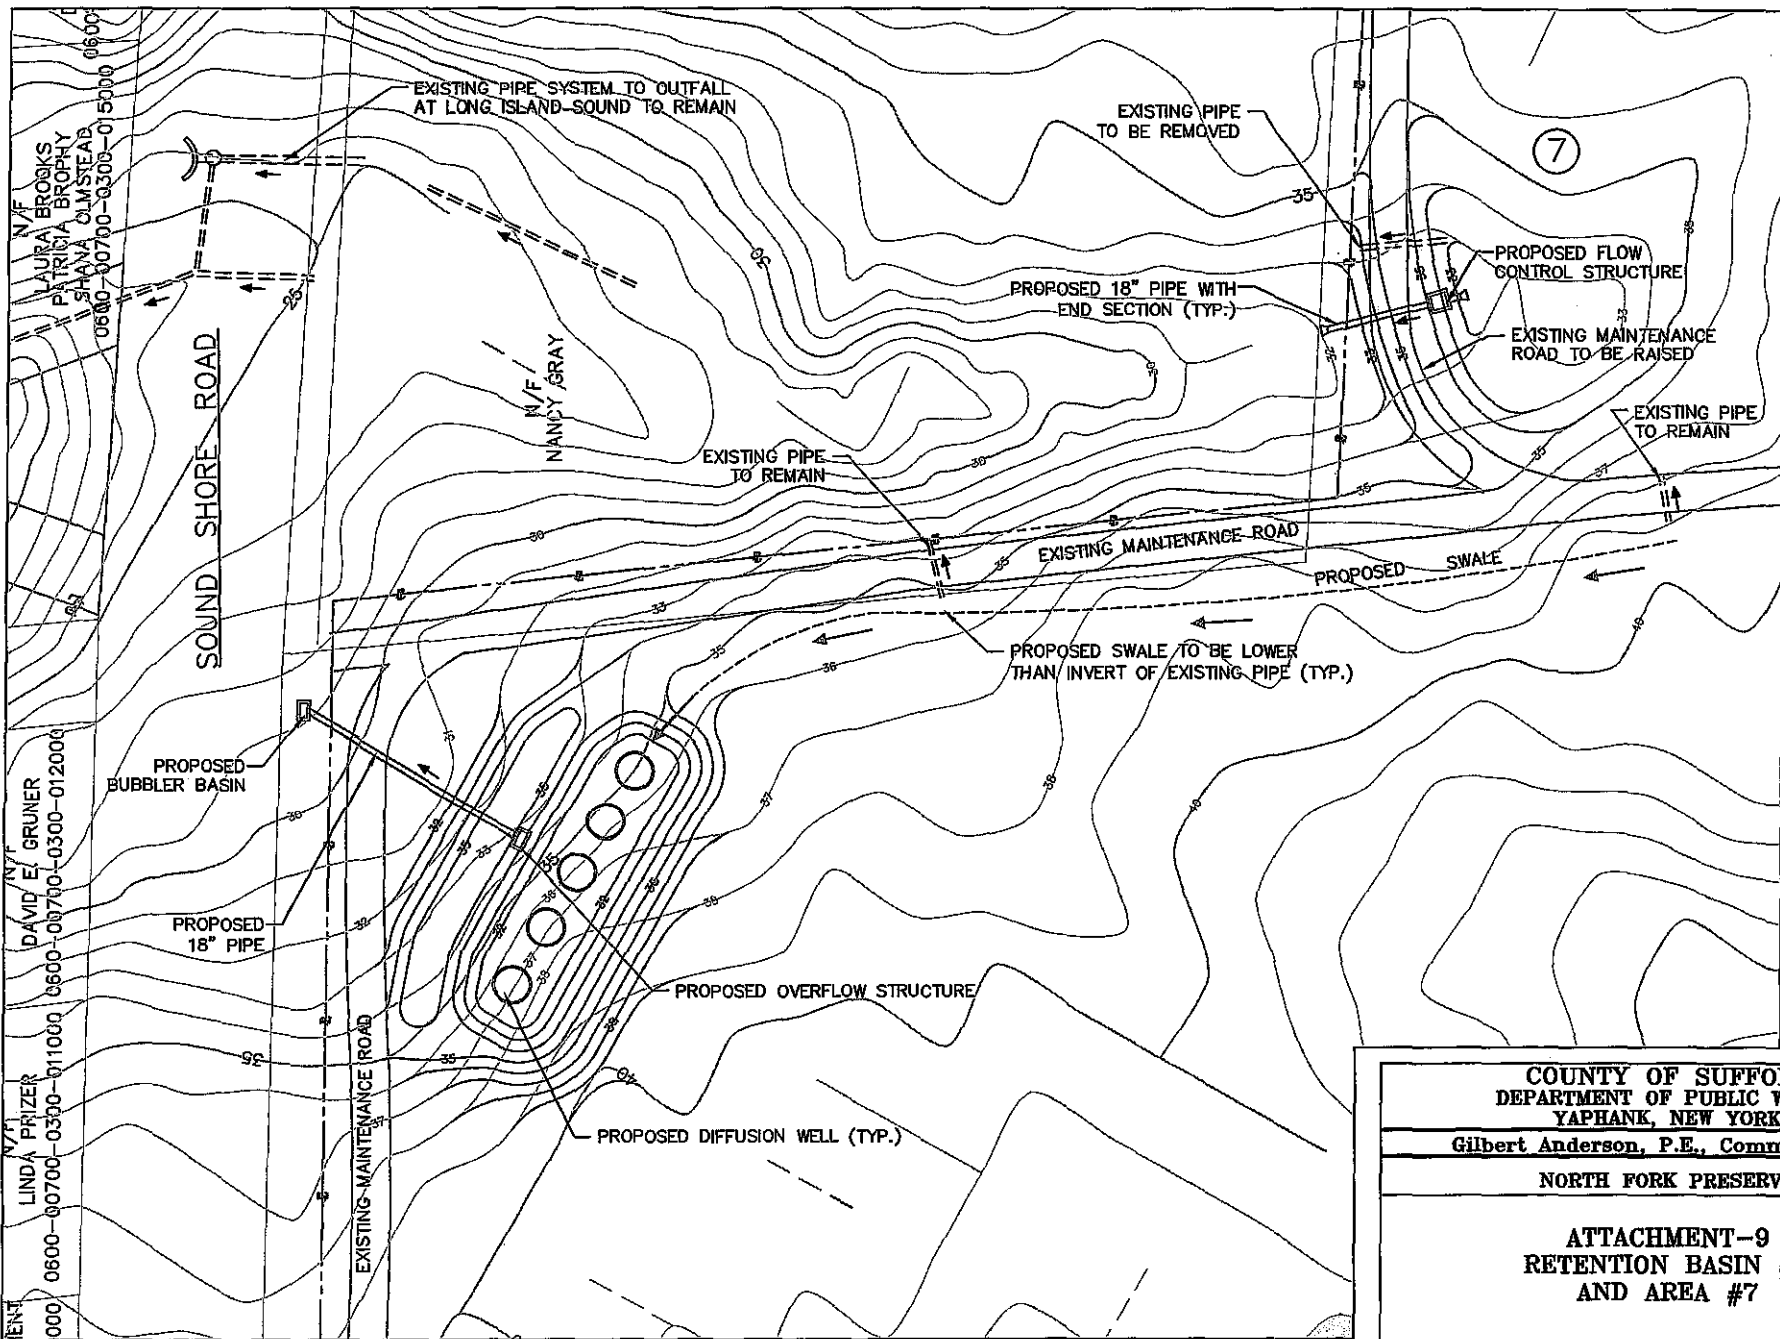 EXISTING PIPE SYSTEM TO OUTFALL
AT LONG ISLAND SOUND TO REMAIN
EXISTING PIPE
TO BE REMOVED
7
N/F
LAURA BROOKS
PATRICIA BROPHY
SHANA OLMSTEAD
0600-00700-0300-015000
35
30
25
PROPOSED FLOW
CONTROL STRUCTURE
PROPOSED 18" PIPE WITH
END SECTION (TYP.)
EXISTING MAINTENANCE
ROAD TO BE RAISED
SOUND SHORE ROAD
N/F
NANCY GRAY
EXISTING PIPE
TO REMAIN
EXISTING PIPE
TO REMAIN
EXISTING MAINTENANCE ROAD
PROPOSED SWALE
PROPOSED SWALE TO BE LOWER
THAN INVERT OF EXISTING PIPE (TYP.)
PROPOSED
BUBBLER BASIN
N/F
DAVID E. GRUNER
0600-00700-0300-012000
PROPOSED
18" PIPE
PROPOSED OVERFLOW STRUCTURE
35
40
N/F
LINDA PRIZER
0600-00700-0300-011000
EXISTING MAINTENANCE ROAD
PROPOSED DIFFUSION WELL (TYP.)
COUNTY OF SUFFO
DEPARTMENT OF PUBLIC W
YAPHANK, NEW YORK
Gilbert Anderson, P.E., Comm
NORTH FORK PRESERV
ATTACHMENT-9
RETENTION BASIN
AND AREA #7